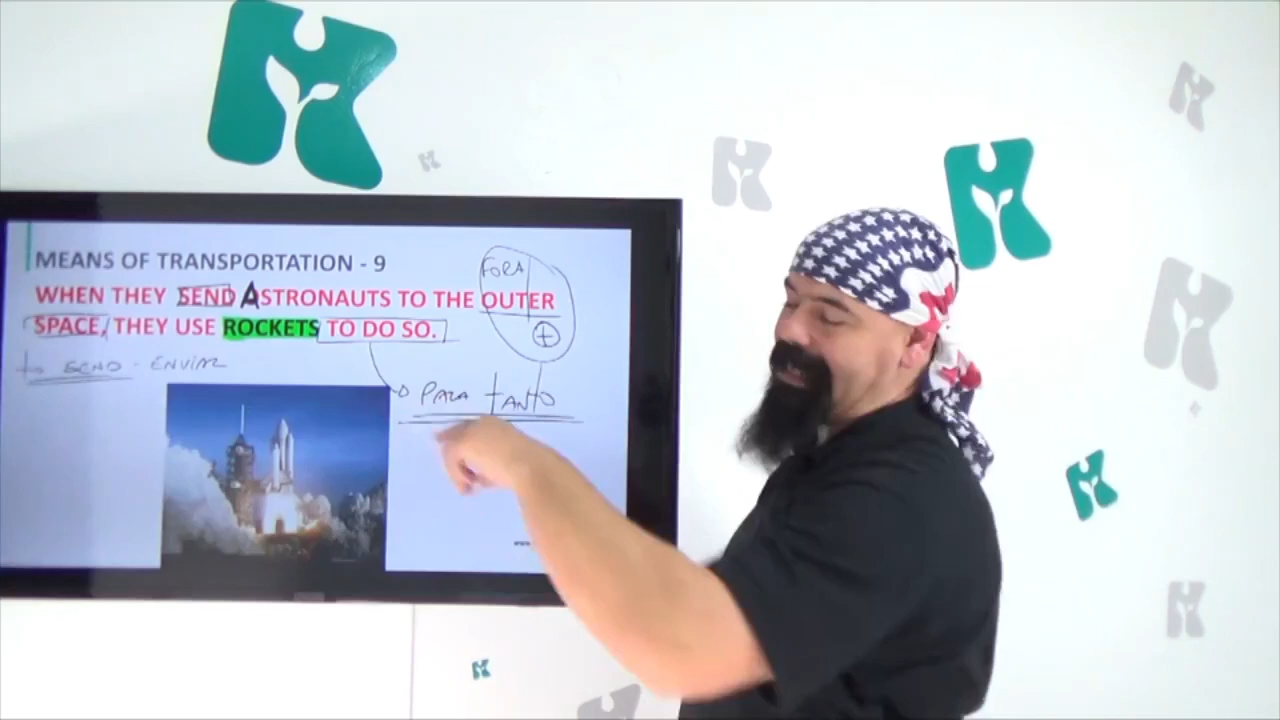 MEANS OF TRANSPORTATION - 9
FORA
WHEN THEY SEND ASTRONAUTS TO THE OUTER
SPACE, THEY USE ROCKETS TO DO SO.
+
to SEND - ENVIAR
PARA TANTO
www.